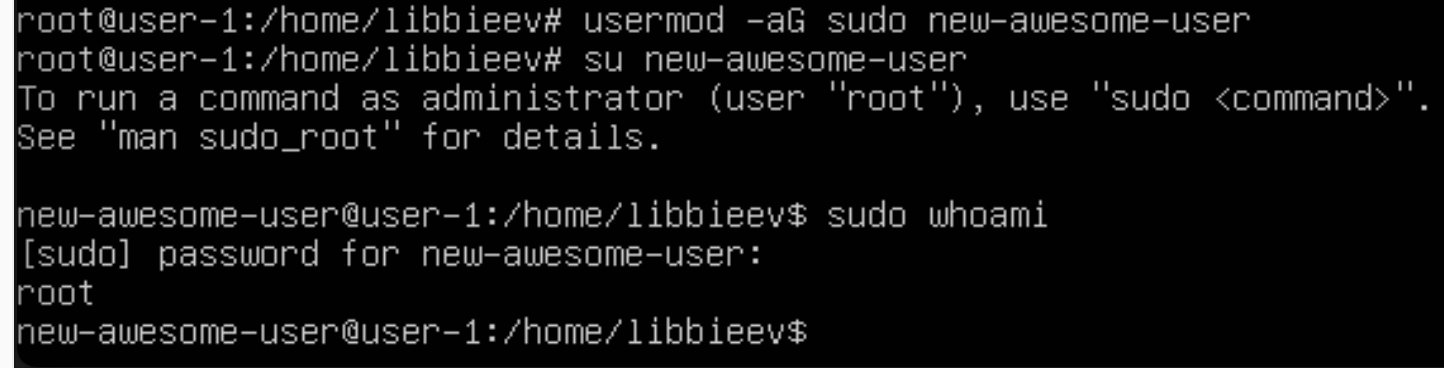 root@user-1:/home/libbieev# usermod -aG sudo new-awesome-user
root@user-1:/home/libbieev# su new-awesome-user
To run a command as administrator (user "root"), use "sudo <command>".
See "man sudo_root" for details.

new-awesome-user@user-1:/home/libbieev$ sudo whoami
[sudo] password for new-awesome-user:
root
new-awesome-user@user-1:/home/libbieev$